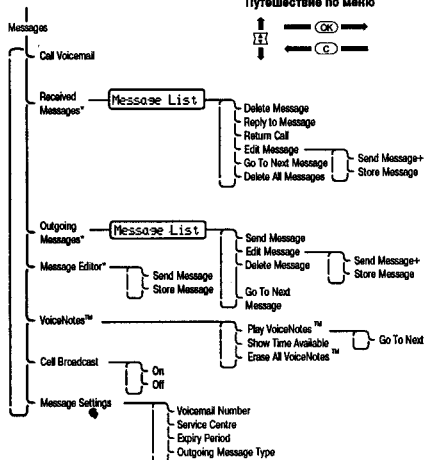 Путешествие по меню
OK
C
Messages
Call Voicemail
Received
Messages*
Message List
Delete Message
Reply to Message
Return Call
Edit Message
Go To Next Message
Delete All Messages
Send Message+
Store Message
Outgoing
Messages*
Message List
Send Message
Edit Message
Delete Message
Go To Next
Message
Send Message+
Store Message
Message Editor*
Send Message
Store Message
VoiceNotes™
Play VoiceNotes ™
Show Time Available
Erase All VoiceNotes ™
Go To Next
Cell Broadcast
On
Off
Message Settings
Voicemail Number
Service Centre
Expiry Period
Outgoing Message Type